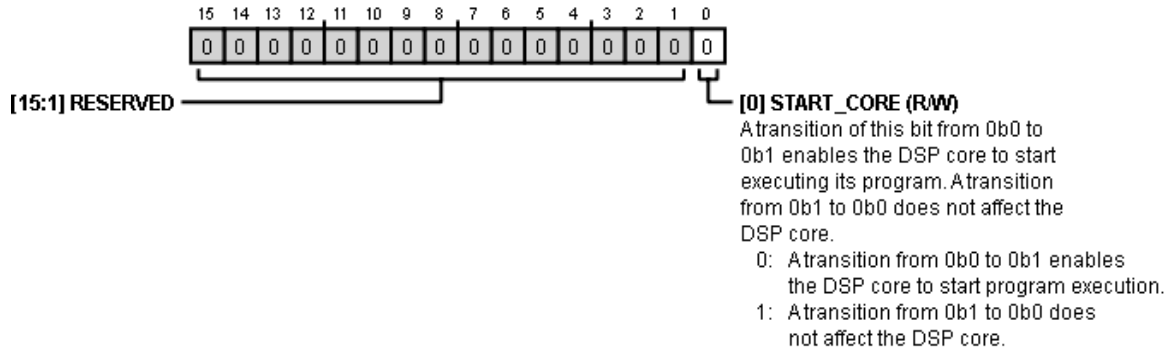 15 14 13 12 11 10 9 8 7 6 5 4 3 2 1 0
0 0 0 0 0 0 0 0 0 0 0 0 0 0 0 0
[15:1] RESERVED
[0] START_CORE (R/W)
A transition of this bit from 0b0 to
0b1 enables the DSP core to start
executing its program. A transition
from 0b1 to 0b0 does not affect the
DSP core.
0: A transition from 0b0 to 0b1 enables
the DSP core to start program execution.
1: A transition from 0b1 to 0b0 does
not affect the DSP core.